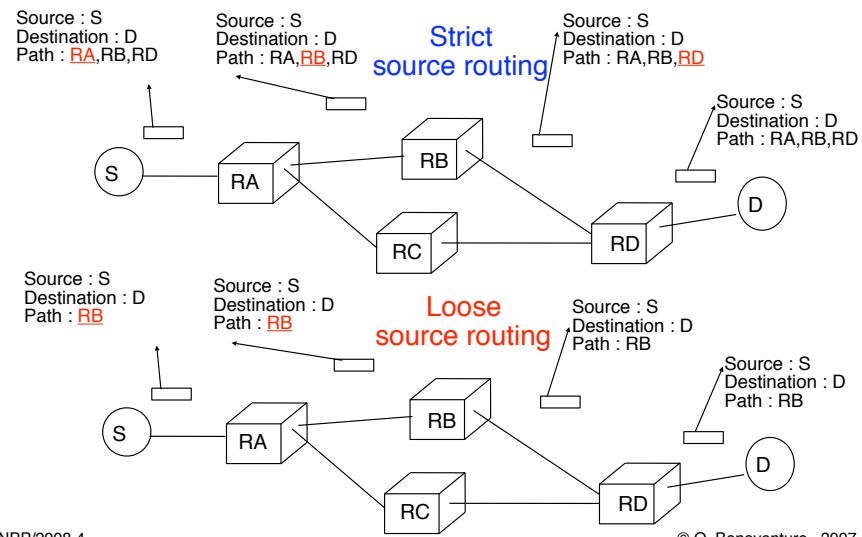 Source : S
Destination : D
Path : RA,RB,RD
Source : S
Destination : D
Path : RA,RB,RD
Strict
source routing
Source : S
Destination : D
Path : RA,RB,RD
Source : S
Destination : D
Path : RA,RB,RD
S
RA
RB
RC
RD
D
Source : S
Destination : D
Path : RB
Source : S
Destination : D
Path : RB
Loose
source routing
Source : S
Destination : D
Path : RB
Source : S
Destination : D
Path : RB
S
RA
RB
RC
RD
D